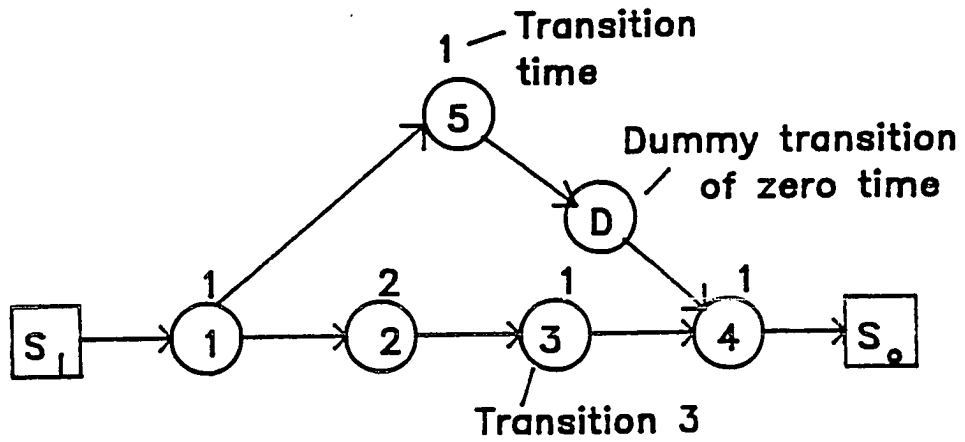 1 Transition
time
5
Dummy transition
of zero time
D
1 2 1 1
S I 1 2 3 4 S o
Transition 3